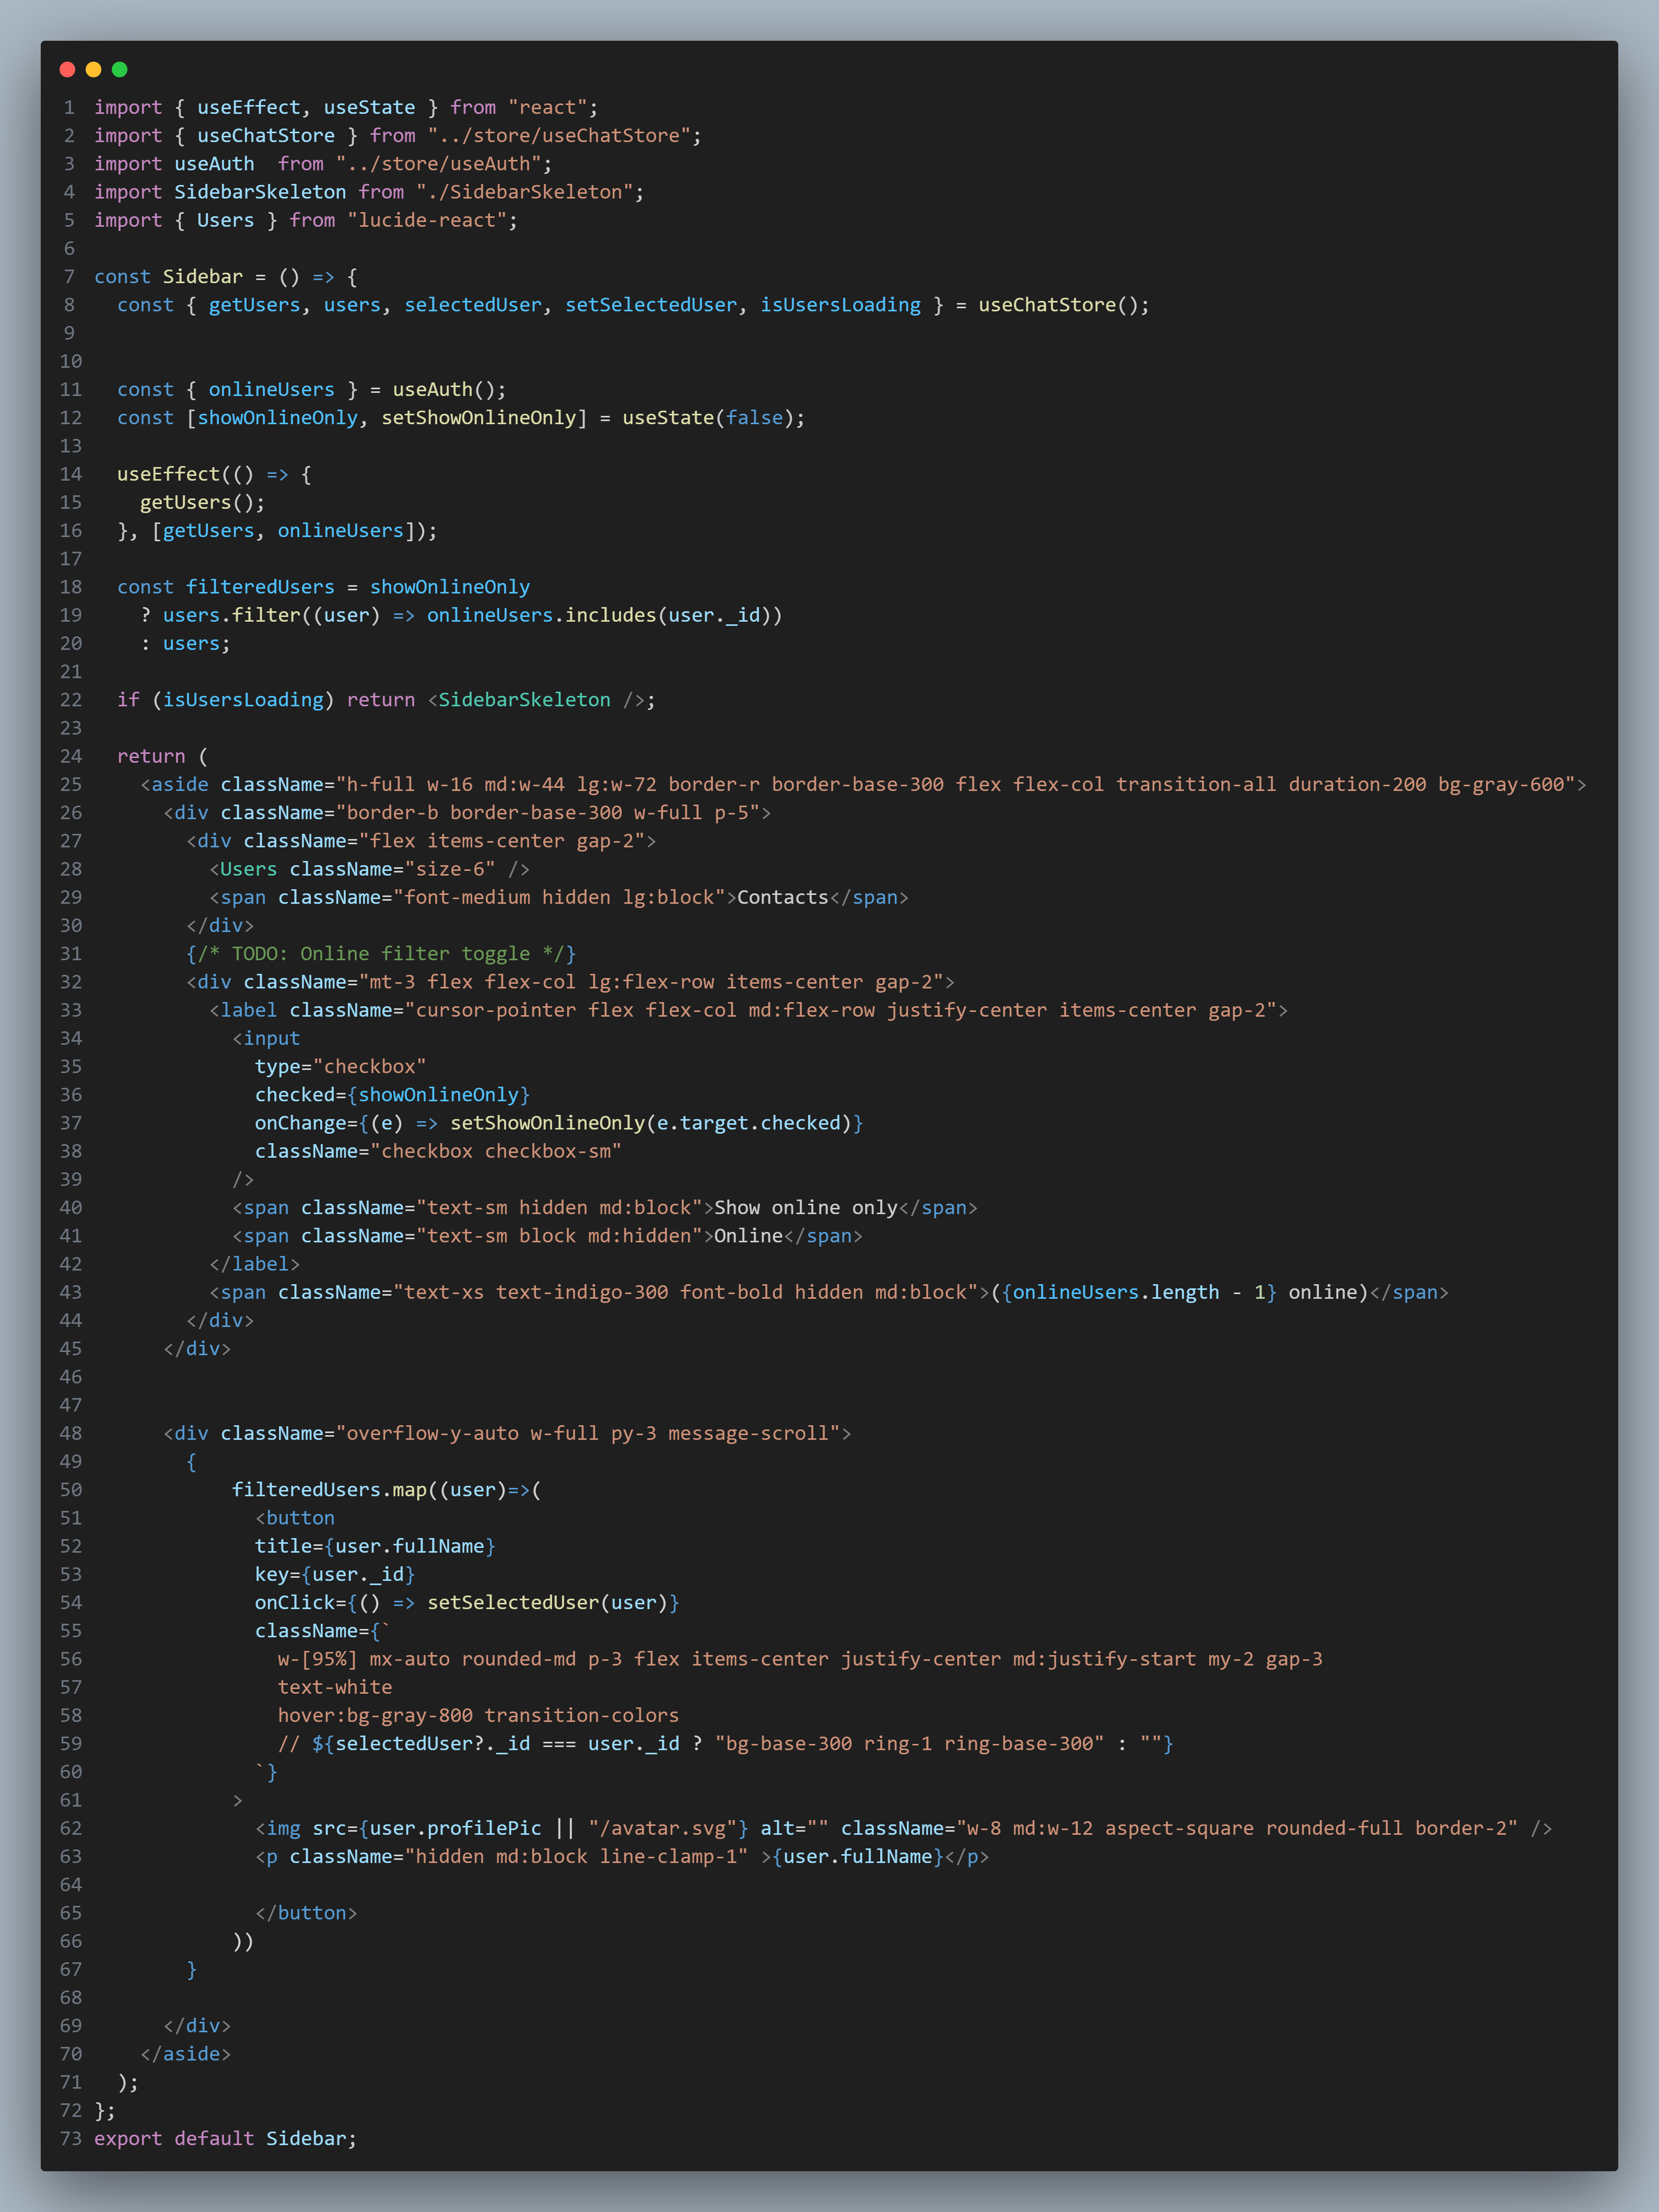 1 import { useEffect, useState } from "react";
2 import { useChatStore } from "../store/useChatStore";
3 import useAuth  from "../store/useAuth";
4 import SidebarSkeleton from "./SidebarSkeleton";
5 import { Users } from "lucide-react";
6
7 const Sidebar = () => {
8   const { getUsers, users, selectedUser, setSelectedUser, isUsersLoading } = useChatStore();
9
10
11   const { onlineUsers } = useAuth();
12   const [showOnlineOnly, setShowOnlineOnly] = useState(false);
13
14   useEffect(() => {
15     getUsers();
16   }, [getUsers, onlineUsers]);
17
18   const filteredUsers = showOnlineOnly
19     ? users.filter((user) => onlineUsers.includes(user._id))
20     : users;
21
22   if (isUsersLoading) return <SidebarSkeleton />;
23
24   return (
25     <aside className="h-full w-16 md:w-44 lg:w-72 border-r border-base-300 flex flex-col transition-all duration-200 bg-gray-600">
26       <div className="border-b border-base-300 w-full p-5">
27         <div className="flex items-center gap-2">
28           <Users className="size-6" />
29           <span className="font-medium hidden lg:block">Contacts</span>
30         </div>
31         {/* TODO: Online filter toggle */}
32         <div className="mt-3 flex flex-col lg:flex-row items-center gap-2">
33           <label className="cursor-pointer flex flex-col md:flex-row justify-center items-center gap-2">
34             <input
35               type="checkbox"
36               checked={showOnlineOnly}
37               onChange={(e) => setShowOnlineOnly(e.target.checked)}
38               className="checkbox checkbox-sm"
39             />
40             <span className="text-sm hidden md:block">Show online only</span>
41             <span className="text-sm block md:hidden">Online</span>
42           </label>
43           <span className="text-xs text-indigo-300 font-bold hidden md:block">({onlineUsers.length - 1} online)</span>
44         </div>
45       </div>
46
47
48       <div className="overflow-y-auto w-full py-3 message-scroll">
49         {
50             filteredUsers.map((user)=>(
51               <button
52               title={user.fullName}
53               key={user._id}
54               onClick={() => setSelectedUser(user)}
55               className={`
56                 w-[95%] mx-auto rounded-md p-3 flex items-center justify-center md:justify-start my-2 gap-3
57                 text-white
58                 hover:bg-gray-800 transition-colors
59                 // ${selectedUser?._id === user._id ? "bg-base-300 ring-1 ring-base-300" : ""}
60               `}
61             >
62               <img src={user.profilePic || "/avatar.svg"} alt="" className="w-8 md:w-12 aspect-square rounded-full border-2" />
63               <p className="hidden md:block line-clamp-1" >{user.fullName}</p>
64
65               </button>
66             ))
67         }
68
69       </div>
70     </aside>
71   );
72 };
73 export default Sidebar;